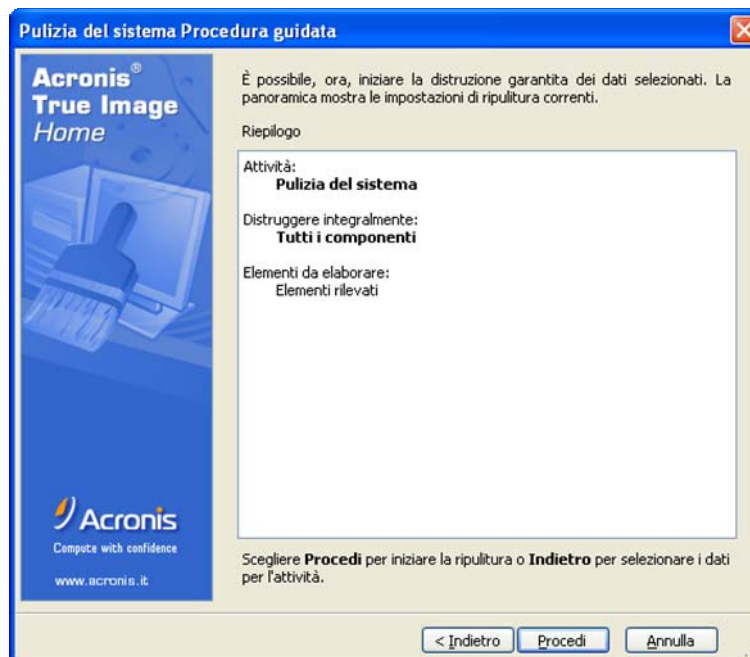 Pulizia del sistema Procedura guidata
Acronis®
True Image
Home
È possibile, ora, iniziare la distruzione garantita dei dati selezionati. La
panoramica mostra le impostazioni di ripulitura correnti.
Riepilogo
Attività:
Pulizia del sistema
Distruggere integralmente:
Tutti i componenti
Elementi da elaborare:
Elementi rilevati
Acronis
Compute with confidence
www.acronis.it
Scegliere Procedi per iniziare la ripulitura o Indietro per selezionare i dati
per l'attività.
< Indietro
Procedi
Annulla